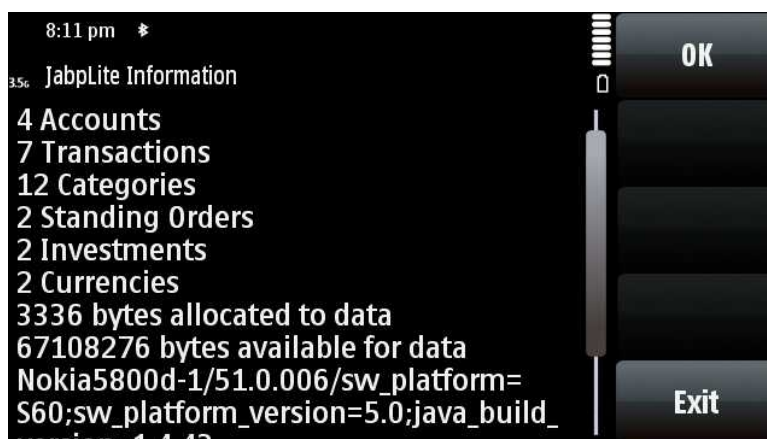 8:11 pm
3.5G JabpLite Information
OK
4 Accounts
7 Transactions
12 Categories
2 Standing Orders
2 Investments
2 Currencies
3336 bytes allocated to data
67108276 bytes available for data
Nokia5800d-1/51.0.006/sw_platform=
S60;sw_platform_version=5.0;java_build_
Exit